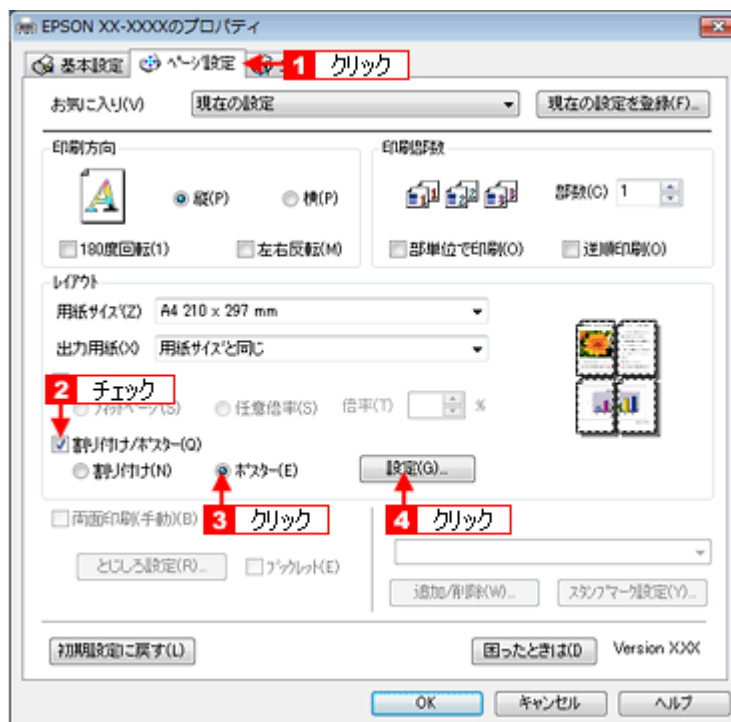 EPSON XX-XXXXのプロパティ
基本設定 ページ設定 1 クリック
お気に入り(V) 現在の設定 現在の設定を登録(F)...
印刷方向 印刷部数
縦(P) 横(P) 部数(C) 1
180度回転(1) 左右反転(M) 部単位で印刷(O) 逆順印刷(O)
レイアウト
用紙サイズ(Z) A4 210 x 297 mm
出力用紙(X) 用紙サイズと同じ
2 チェック
フィットページ(S) 任意倍率(S) 倍率(T) %
割り付け/ポスター(Q)
割り付け(N) ポスター(E) 設定(G)...
両面印刷(手動)(B) 3 クリック 4 クリック
とじしろ設定(R)... ブックレット(E)
追加/削除(W)... スタンプマーク設定(Y)...
初期設定に戻す(L) 困ったときは(I) Version XXX
OK キャンセル ヘルプ